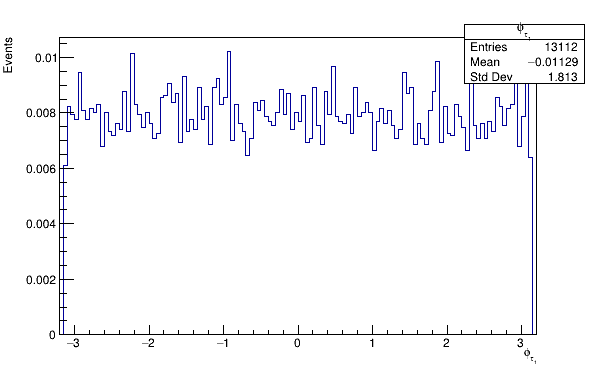 ϕτ1
Entries 13112
Mean −0.01129
Std Dev 1.813
Events
0.01
0.008
0.006
0.004
0.002
0
−3 −2 −1 0 1 2 3
ϕτ1